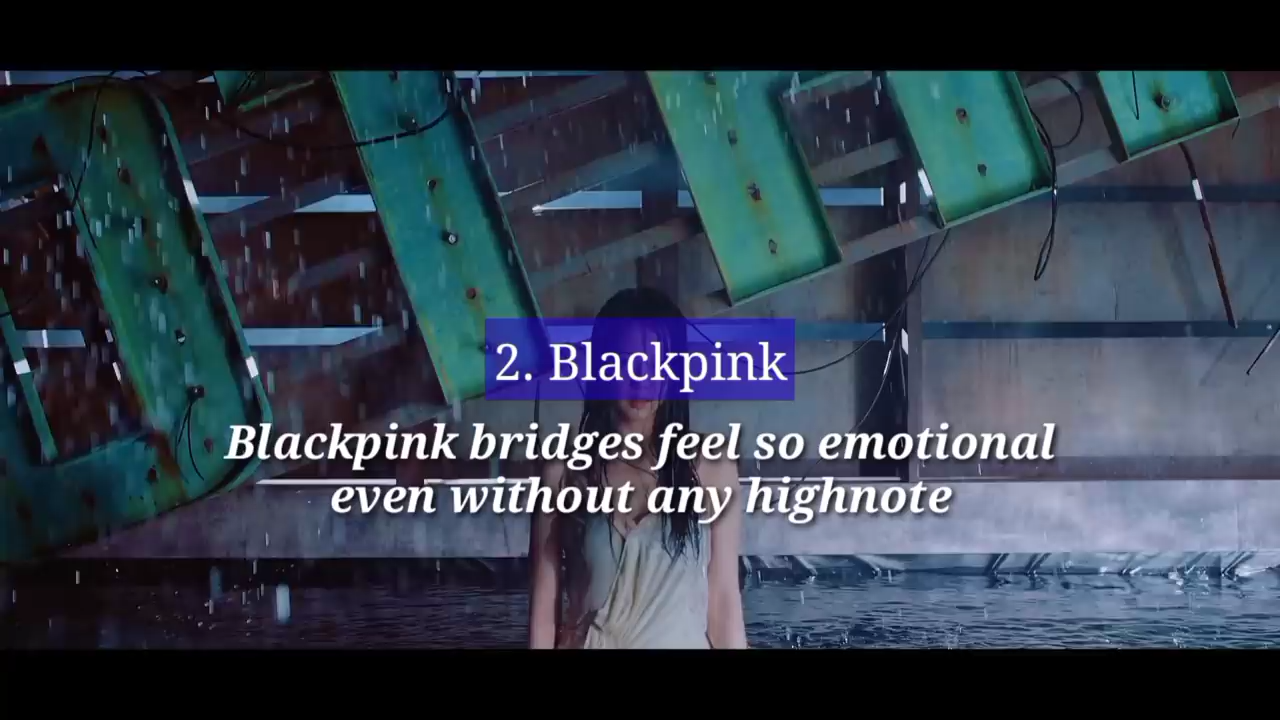 2. Blackpink
Blackpink bridges feel so emotional
even without any highnote